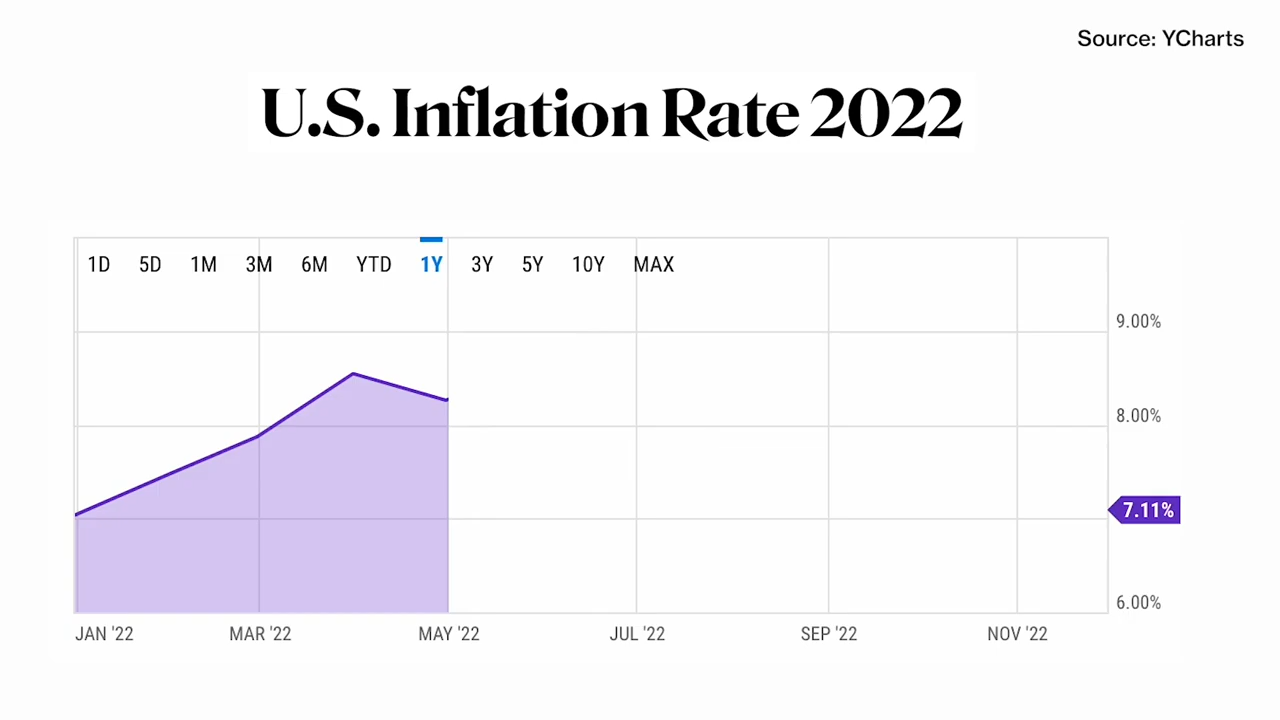 Source: YCharts
U.S. Inflation Rate 2022
1D 5D 1M 3M 6M YTD 1Y 3Y 5Y 10Y MAX
9.00%
8.00%
7.11%
6.00%
JAN '22 MAR '22 MAY '22 JUL '22 SEP '22 NOV '22